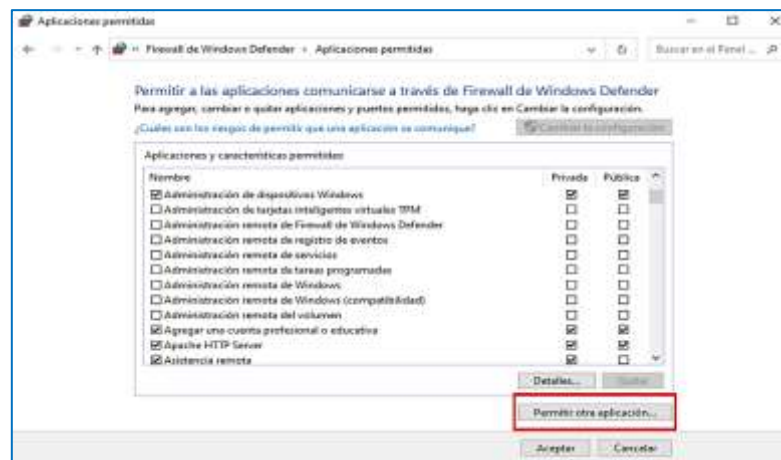 Aplicaciones permitidas
Firewall de Windows Defender › Aplicaciones permitidas
Buscar en el Panel ...
Permitir a las aplicaciones comunicarse a través de Firewall de Windows Defender
Para agregar, cambiar o quitar aplicaciones y puertos permitidos, haga clic en Cambiar la configuración.
¿Cuáles son los riesgos de permitir que una aplicación se comunique?
Cambiar la configuración
Aplicaciones y características permitidas:
Nombre Privada Pública
Administración de dispositivos Windows
Administración de tarjetas inteligentes virtuales TPM
Administración remota de Firewall de Windows Defender
Administración remota de registro de eventos
Administración remota de servicios
Administración remota de tareas programadas
Administración remota de Windows
Administración remota de Windows (compatibilidad)
Administración remota del volumen
Agregar una cuenta profesional o educativa
Apache HTTP Server
Asistencia remota
Detalles... Quitar
Permitir otra aplicación...
Aceptar Cancelar